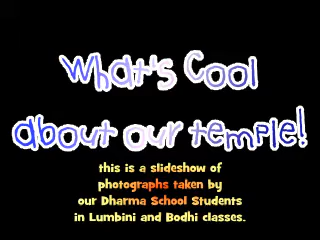 What's Cool
about our temple!
this is a slideshow of
photographs taken by
our Dharma School Students
in Lumbini and Bodhi classes.